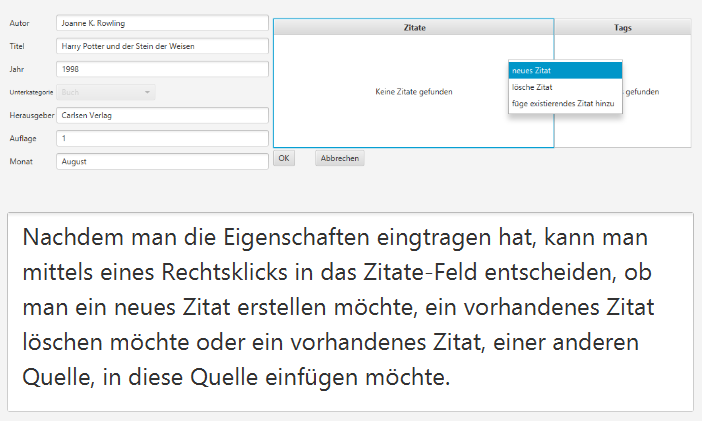 Autor Joanne K. Rowling
Titel Harry Potter und der Stein der Weisen
Jahr 1998
Unterkategorie Buch
Herausgeber Carlsen Verlag
Auflage 1
Monat August
Zitate Tags
Keine Zitate gefunden
gefunden
neues Zitat
lösche Zitat
füge existierendes Zitat hinzu
OK Abbrechen
Nachdem man die Eigenschaften eingtragen hat, kann man
mittels eines Rechtsklicks in das Zitate-Feld entscheiden, ob
man ein neues Zitat erstellen möchte, ein vorhandenes Zitat
löschen möchte oder ein vorhandenes Zitat, einer anderen
Quelle, in diese Quelle einfügen möchte.